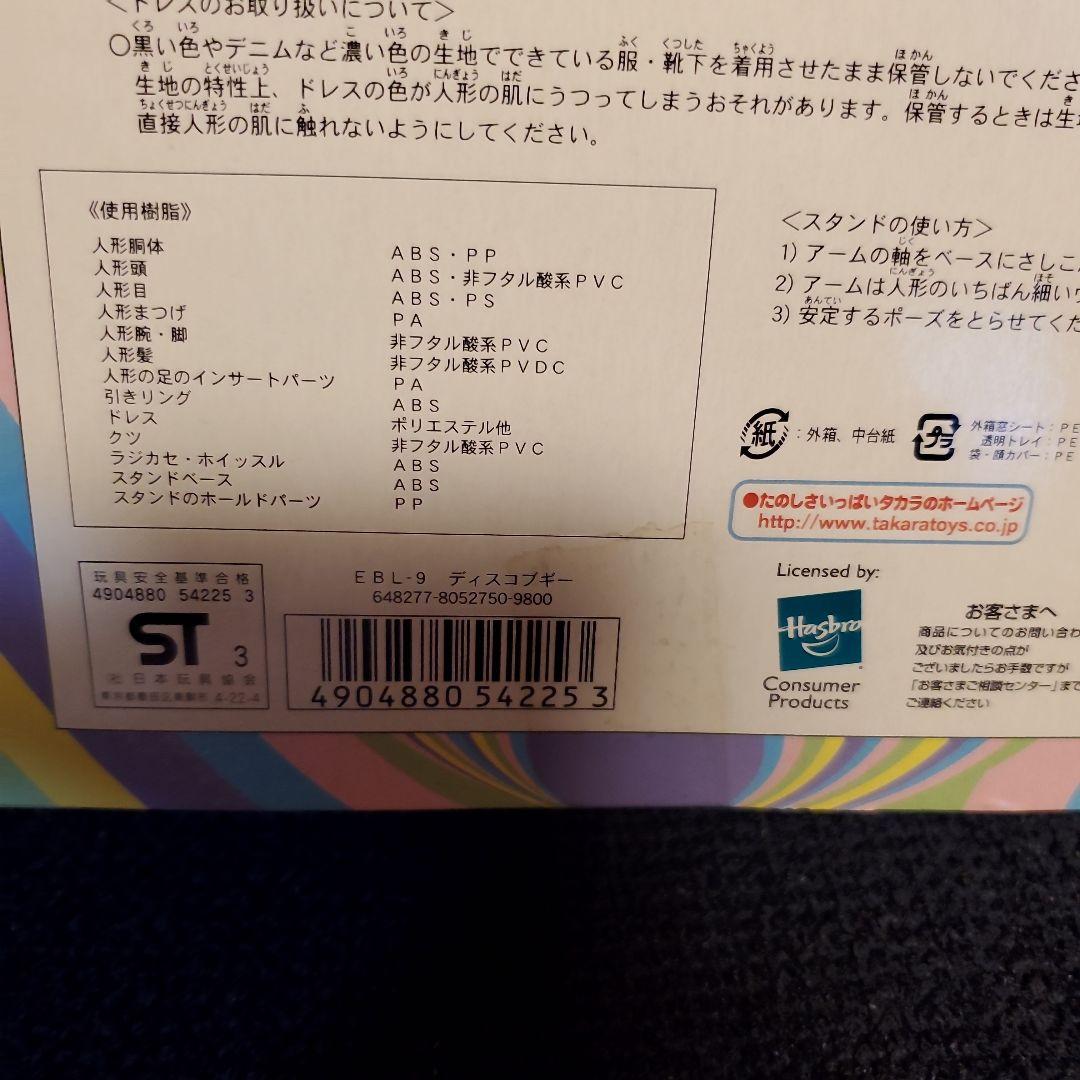 <ドレスのお取り扱いについて>
○黒い色やデニムなど濃い色の生地でできている服・靴下を着用させたまま保管しないでくださ
生地の特性上、ドレスの色が人形の肌にうつってしまうおそれがあります。保管するときは生地
直接人形の肌に触れないようにしてください。
《使用樹脂》
人形胴体 ABS・PP
人形頭 ABS・非フタル酸系PVC
人形目 ABS・PS
人形まつげ PA
人形腕・脚 非フタル酸系PVC
人形髪 非フタル酸系PVDC
人形の足のインサートパーツ PA
引きリング ABS
ドレス ポリエステル他
クツ 非フタル酸系PVC
ラジカセ・ホイッスル ABS
スタンドベース ABS
スタンドのホールドパーツ PP
<スタンドの使い方>
1) アームの軸をベースにさしこ
2) アームは人形のいちばん細い
3) 安定するポーズをとらせてくだ
紙 : 外箱、中台紙
プラ
外箱窓シート:PE
透明トレイ:PE
袋・顔カバー:PE
●たのしさいっぱいタカラのホームページ
http://www.takaratoys.co.jp
玩具安全基準合格
4904880 54225 3
ST 3
㈳日本玩具協会
東京都墨田区東駒形 4-22-4
EBL-9 ディスコブギー
648277-8052750-9800
4904880 542253
Licensed by:
Hasbro
Consumer
Products
お客さまへ
商品についてのお問い合わ
及びお気付きの点が
ございましたらお手数ですが
「お客さまご相談センター」まで
ご連絡ください